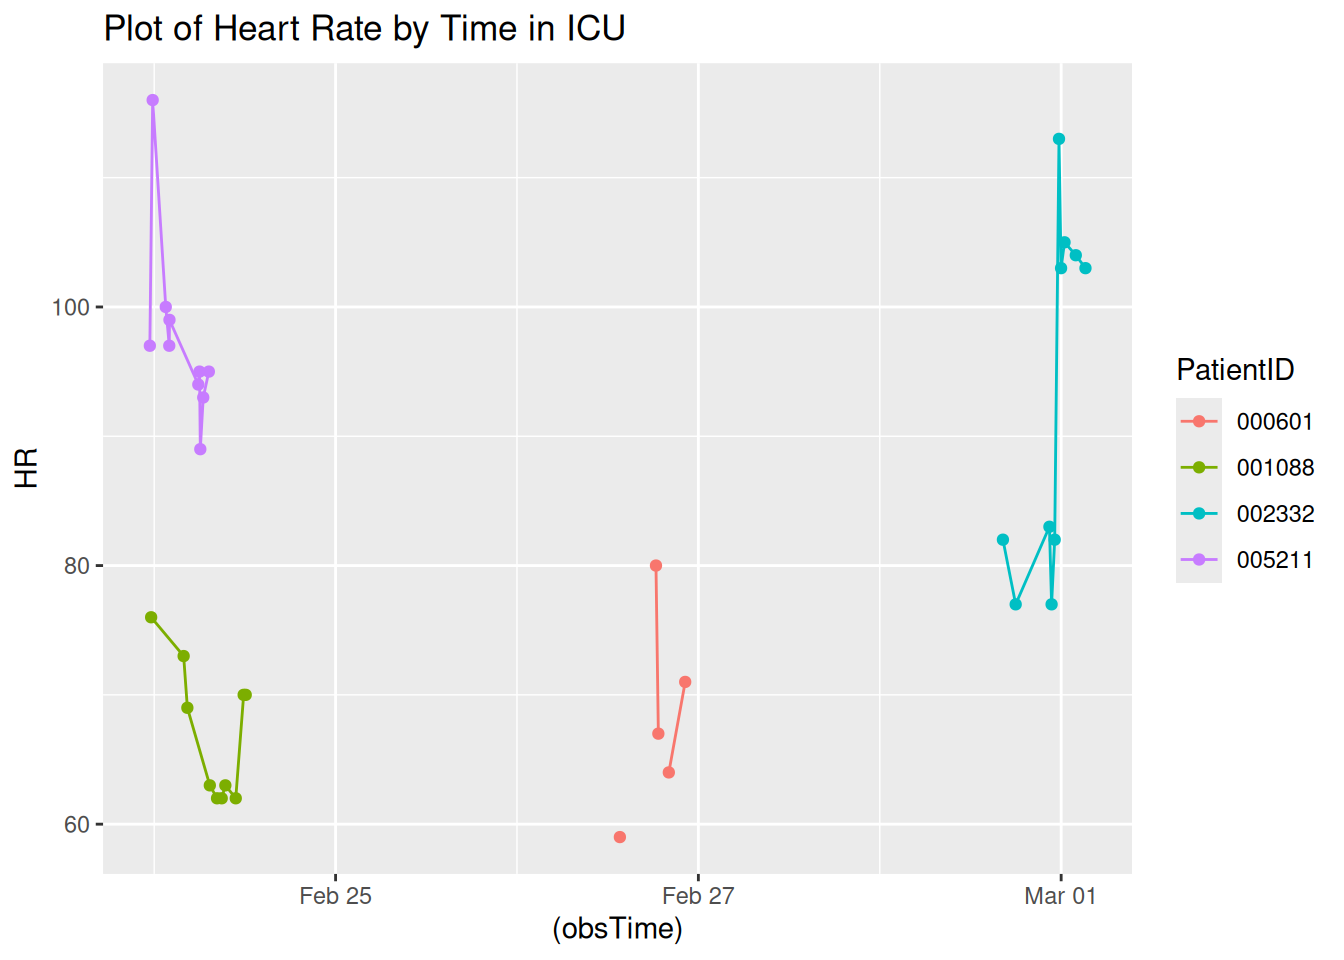 Plot of Heart Rate by Time in ICU
HR
100
80
60
Feb 25
Feb 27
Mar 01
(obsTime)
PatientID
000601
001088
002332
005211